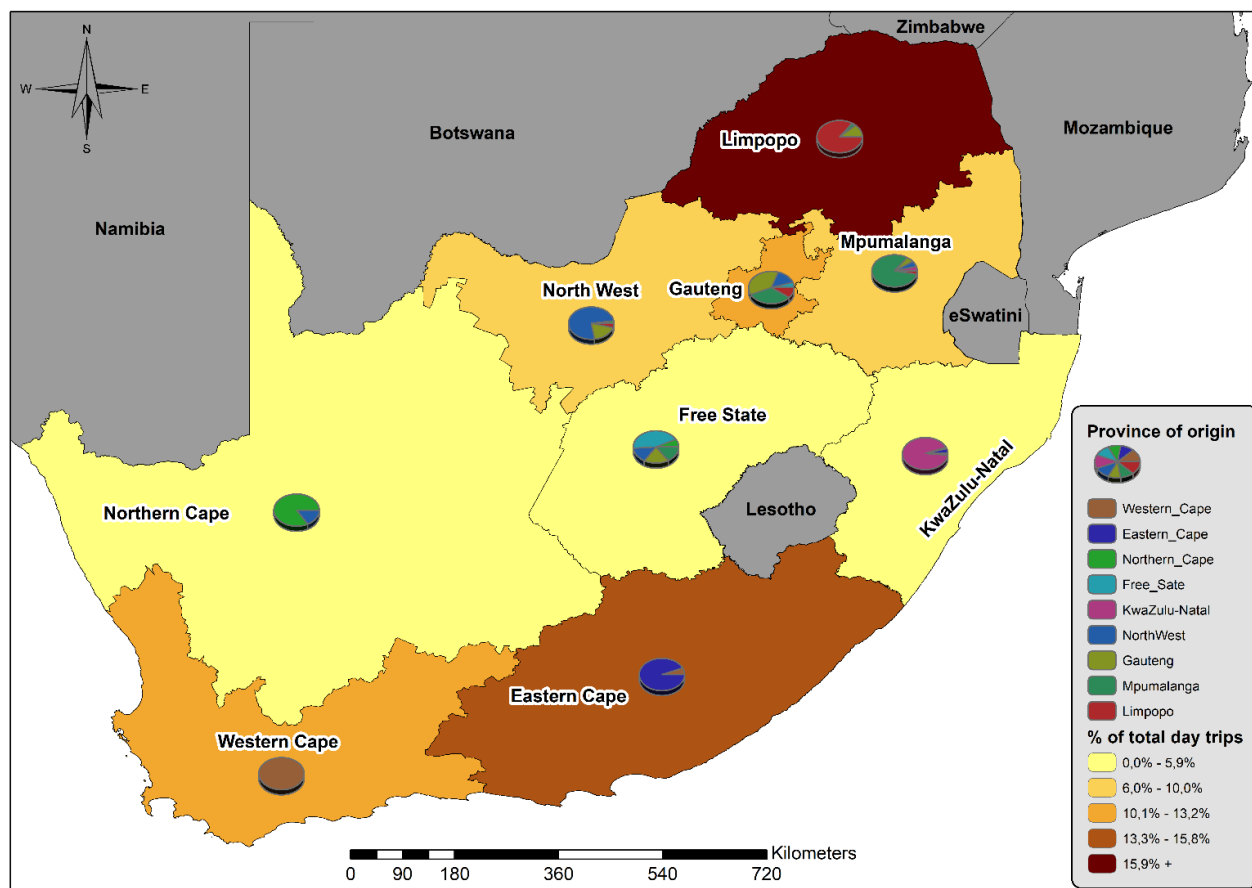 N
W E
S
Zimbabwe
Botswana
Mozambique
Namibia
Limpopo
Mpumalanga
North West
Gauteng
eSwatini
Free State
KwaZulu-Natal
Lesotho
Northern Cape
Eastern Cape
Western Cape
Province of origin
Western_Cape
Eastern_Cape
Northern_Cape
Free_Sate
KwaZulu-Natal
NorthWest
Gauteng
Mpumalanga
Limpopo
% of total day trips
0,0% - 5,9%
6,0% - 10,0%
10,1% - 13,2%
13,3% - 15,8%
15,9% +
Kilometers
0 90 180 360 540 720